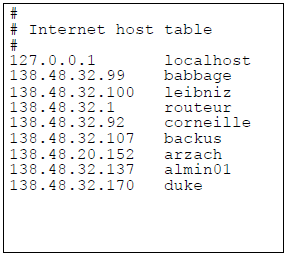 #
# Internet host table
#
127.0.0.1 localhost
138.48.32.99 babbage
138.48.32.100 leibniz
138.48.32.1 routeur
138.48.32.92 corneille
138.48.32.107 backus
138.48.20.152 arzach
138.48.32.137 almin01
138.48.32.170 duke